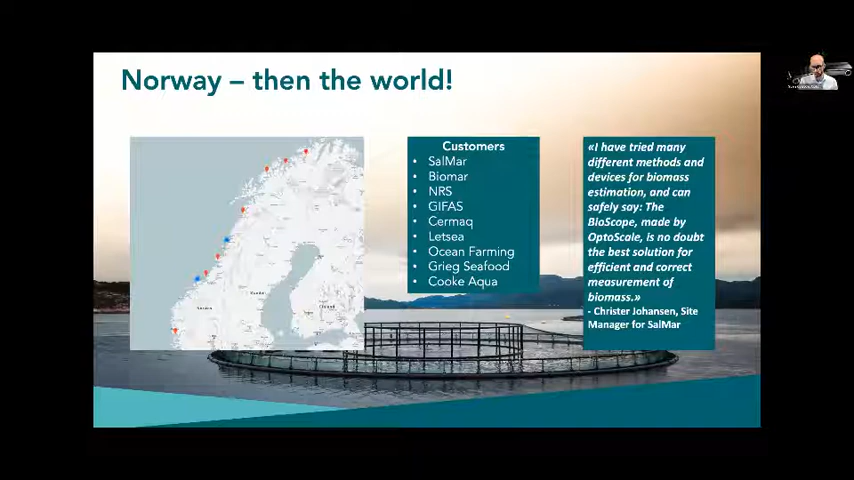 Norway – then the world!
Customers
• SalMar
• Biomar
• NRS
• GIFAS
• Cermaq
• Letsea
• Ocean Farming
• Grieg Seafood
• Cooke Aqua
«I have tried many
different methods and
devices for biomass
estimation, and can
safely say: The
BioScope, made by
OptoScale, is no doubt
the best solution for
efficient and correct
measurement of
biomass.»
- Christer Johansen, Site
Manager for SalMar